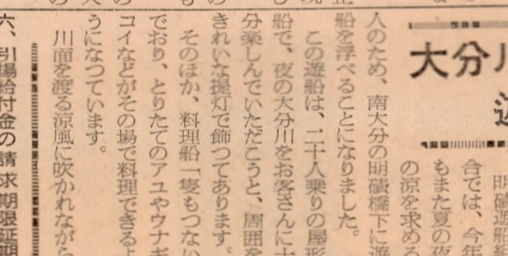 大分川
遊
明磧遊船組
合では、今年
もまた夏の夜
の涼を求める
人のため、南大分の明磧橋下に遊
船を浮べることになりました。
この遊船は、二十人乗りの屋形
船で、夜の大分川をお客さんに十
分楽しんでいただこうと、周囲を
きれいな提灯で飾つてあります。
そのほか、料理船一隻もつない
でおり、とりたてのアユやウナギ
コイなどがその場で料理できるよ
うになつています。
川面を渡る涼風に吹かれながら
六、引揚給付金の請求期限延期